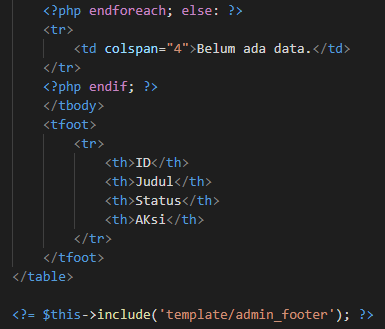 <?php endforeach; else: ?>
<tr>
<td colspan="4">Belum ada data.</td>
</tr>
<?php endif; ?>
</tbody>
<tfoot>
<tr>
<th>ID</th>
<th>Judul</th>
<th>Status</th>
<th>AKsi</th>
</tr>
</tfoot>
</table>
<?= $this->include('template/admin_footer'); ?>